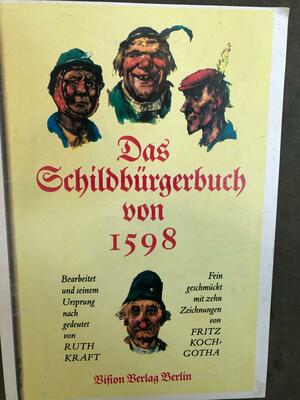 Das
Schildbürgerbuch
von
1598
Bearbeitet
und seinem
Ursprung
nach
gedeutet
von
RUTH
KRAFT
Fein
geschmückt
mit zehn
Zeichnungen
von
FRITZ
KOCH-
GOTHA
Vision Verlag Berlin